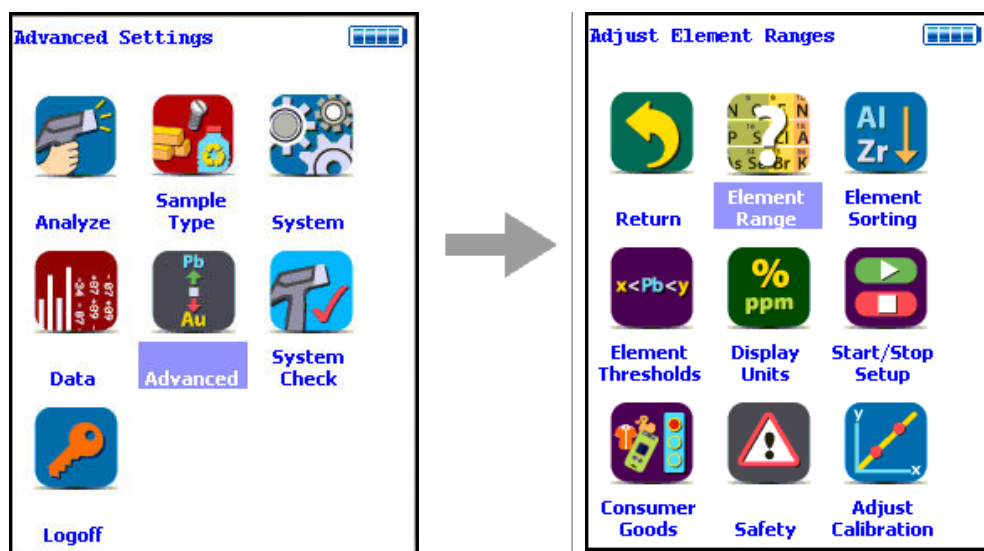 Advanced Settings
Analyze
Sample
Type
System
Pb
Au
Data
Advanced
System
Check
Logoff
Adjust Element Ranges
Return
Element
Range
Al
Zr
Element
Sorting
x<Pb<y
Element
Thresholds
%
ppm
Display
Units
Start/Stop
Setup
Consumer
Goods
Safety
y
x
Adjust
Calibration